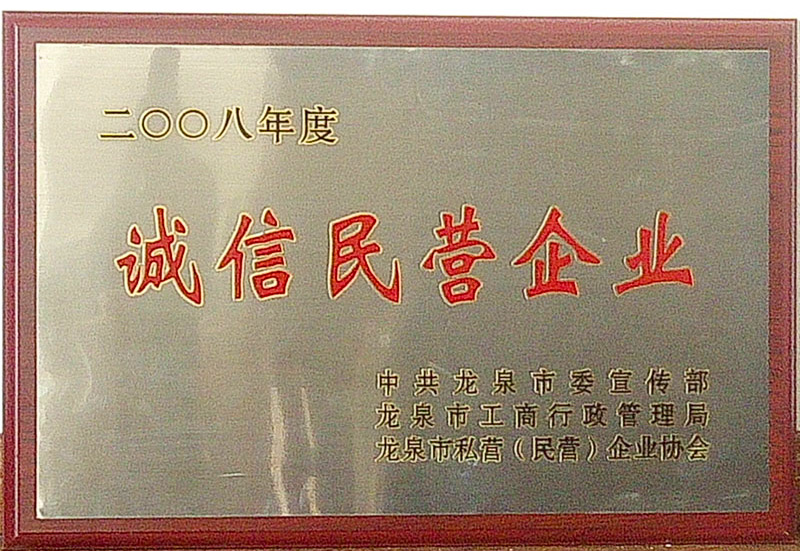 二〇〇八年度
诚信民营企业
中共龙泉市委宣传部
龙泉市工商行政管理局
龙泉市私营（民营）企业协会